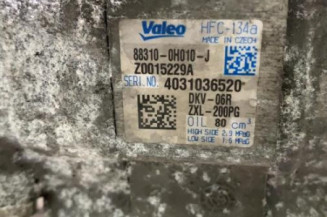 Valeo HFC-134a
MADE IN CZECH
88310-0H010-J
Z0015229A
SERI NO. 4031036520
DKV-06R
ZXL-200PG
OIL 80 cm³
HIGH SIDE 2.9 MPaG
LOW SIDE 1.6 MPaG